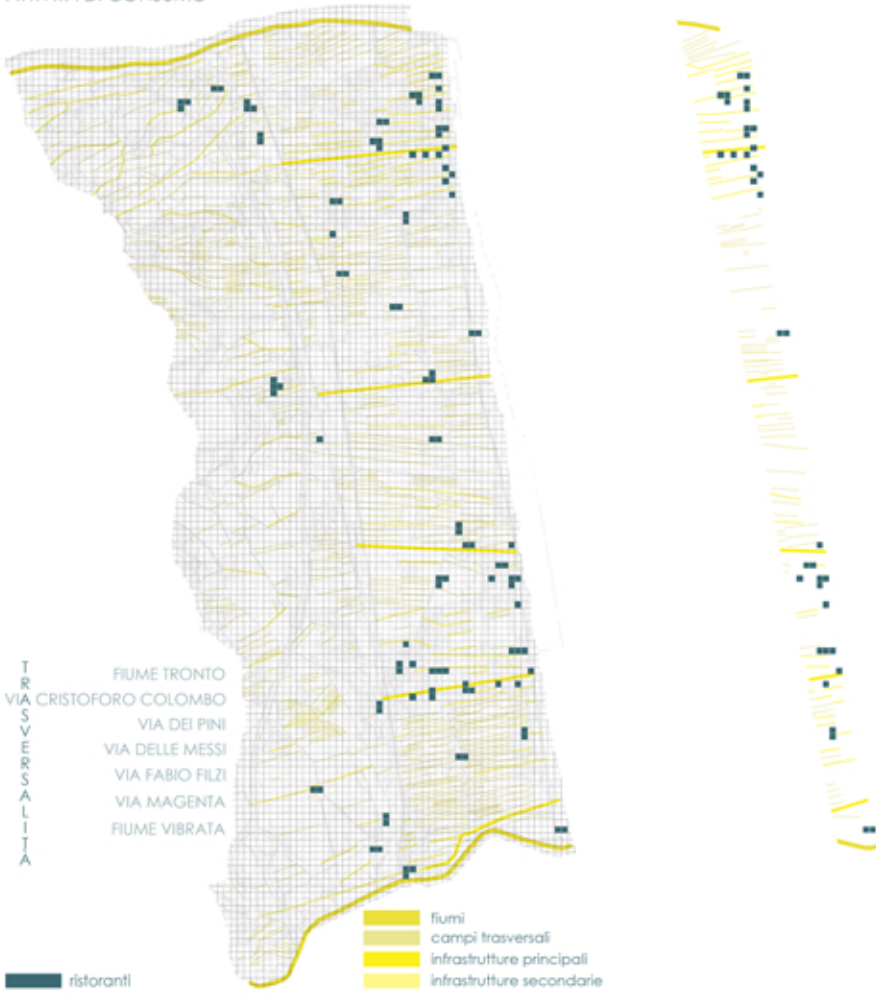 T
R
A
S
V
E
R
S
A
L
I
T
À
FIUME TRONTO
VIA CRISTOFORO COLOMBO
VIA DEI PINI
VIA DELLE MESSI
VIA FABIO FILZI
VIA MAGENTA
FIUME VIBRATA
fiumi
campi trasversali
infrastrutture principali
infrastrutture secondarie
ristoranti